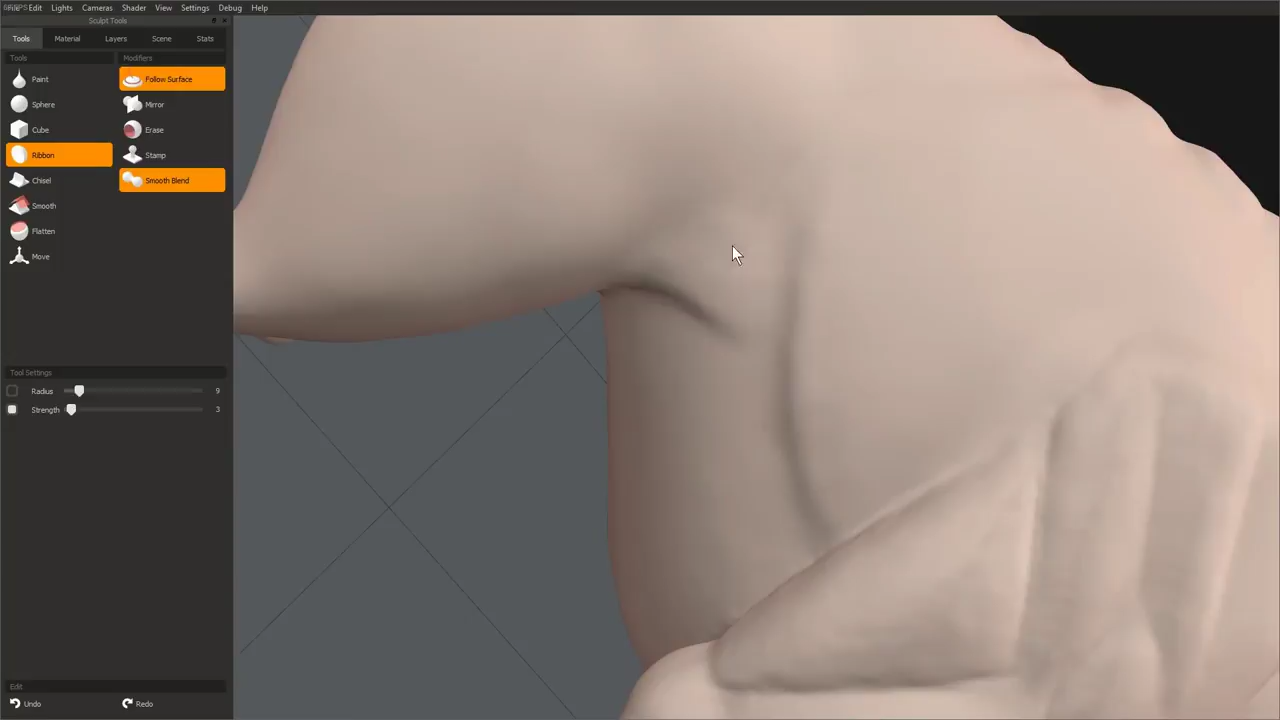 File Edit Lights Cameras Shader View Settings Debug Help
Sculpt Tools
Tools Material Layers Scene Stats
Tools Modifiers
Paint Follow Surface
Sphere Mirror
Cube Erase
Ribbon Stamp
Chisel Smooth Blend
Smooth
Flatten
Move
Tool Settings
Radius 9
Strength 3
Edit
Undo Redo